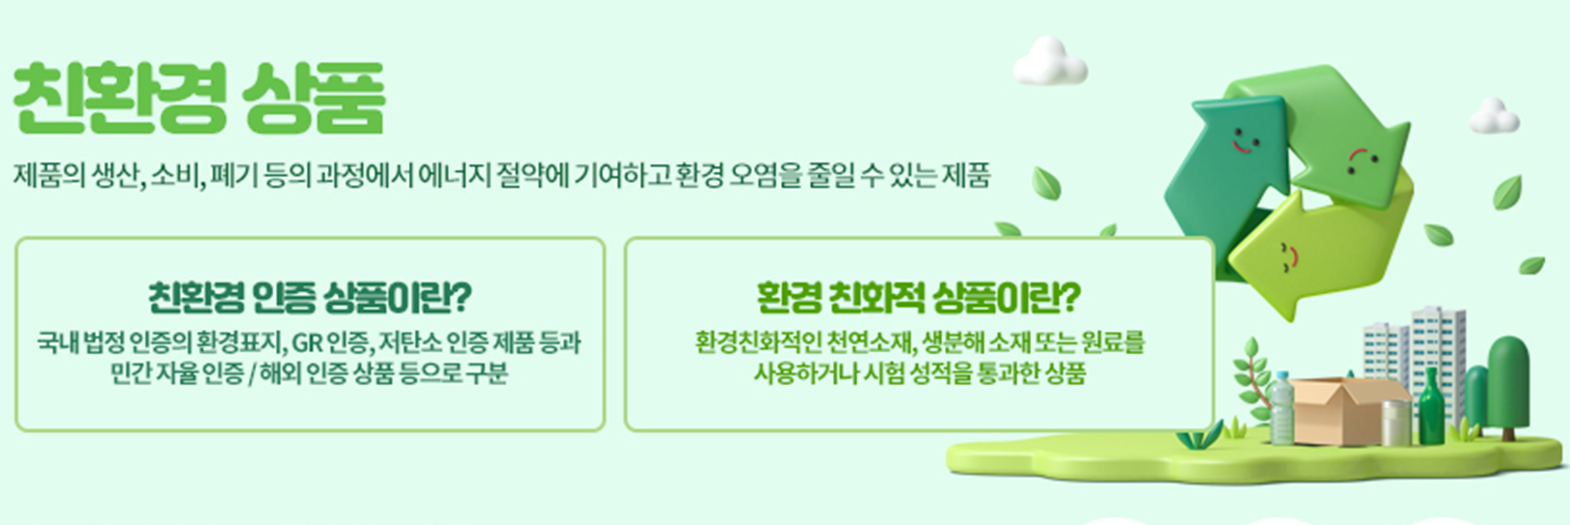 친환경 상품
제품의 생산, 소비, 폐기 등의 과정에서 에너지 절약에 기여하고 환경 오염을 줄일 수 있는 제품
친환경 인증 상품이란?
국내 법정 인증의 환경표지, GR 인증, 저탄소 인증 제품 등과
민간 자율 인증 / 해외 인증 상품 등으로 구분
환경 친화적 상품이란?
환경친화적인 천연소재, 생분해 소재 또는 원료를
사용하거나 시험 성적을 통과한 상품